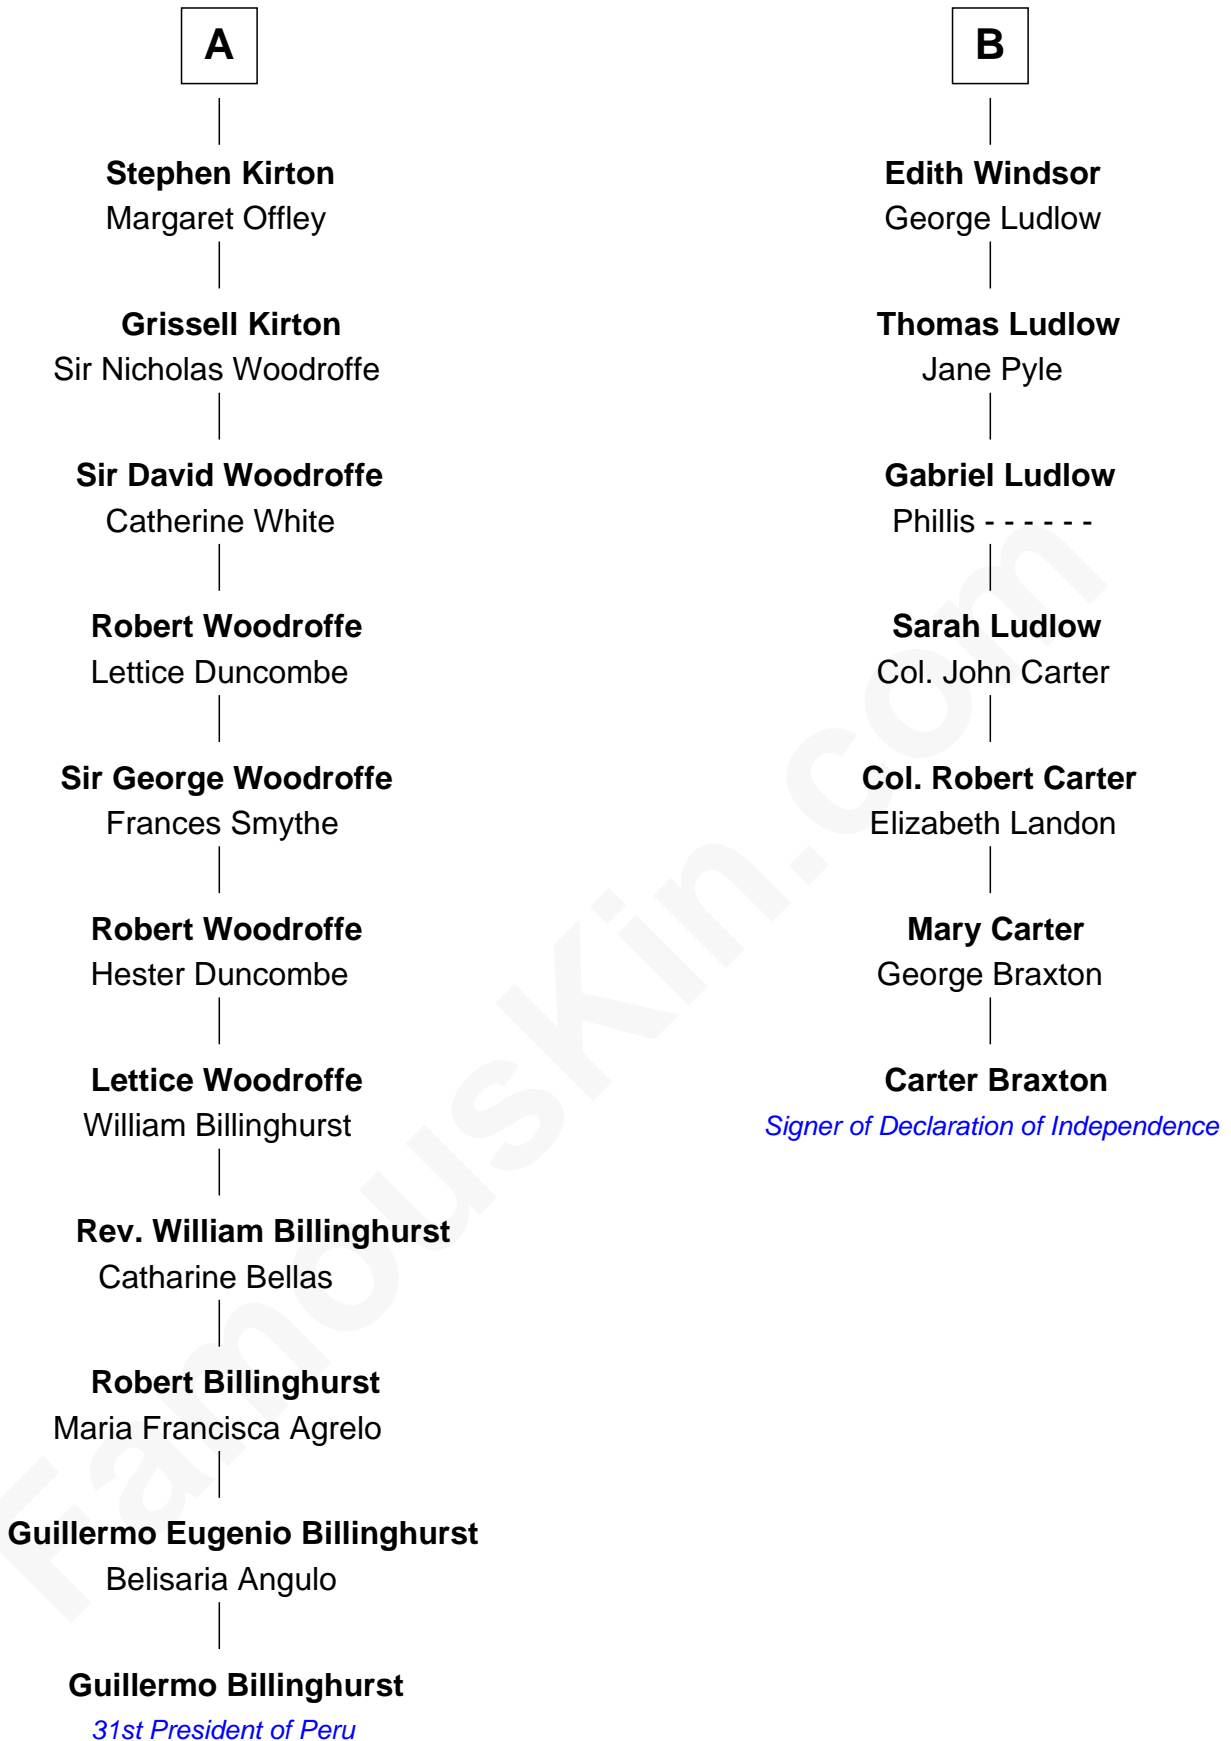 A
Stephen Kirton
Margaret Offley
Grissell Kirton
Sir Nicholas Woodroffe
Sir David Woodroffe
Catherine White
Robert Woodroffe
Lettice Duncombe
Sir George Woodroffe
Frances Smythe
Robert Woodroffe
Hester Duncombe
Lettice Woodroffe
William Billinghurst
Rev. William Billinghurst
Catharine Bellas
Robert Billinghurst
Maria Francisca Agrelo
Guillermo Eugenio Billinghurst
Belisaria Angulo
Guillermo Billinghurst
31st President of Peru
B
Edith Windsor
George Ludlow
Thomas Ludlow
Jane Pyle
Gabriel Ludlow
Phillis - - - - - -
Sarah Ludlow
Col. John Carter
Col. Robert Carter
Elizabeth Landon
Mary Carter
George Braxton
Carter Braxton
Signer of Declaration of Independence
FamousKin.com